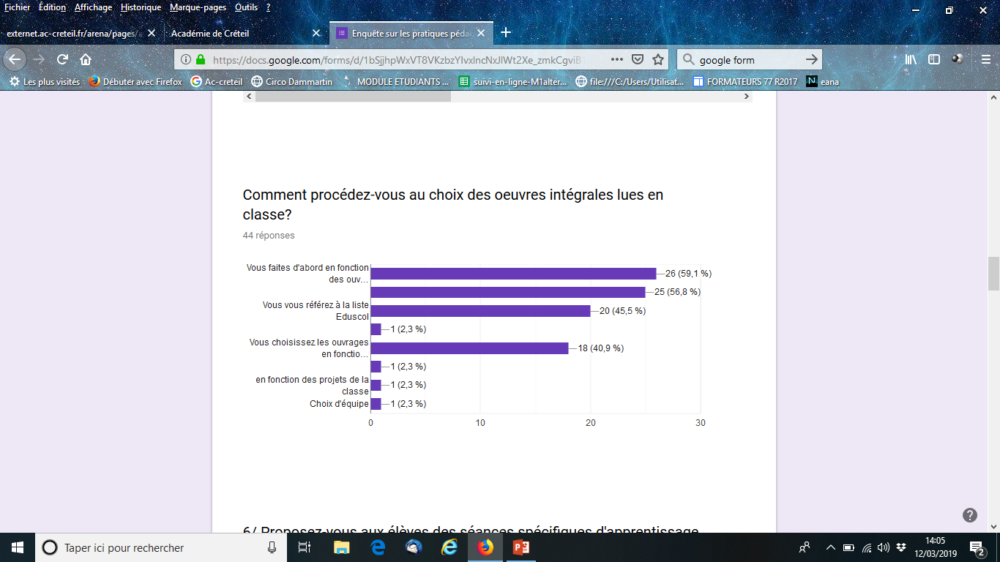 Fichier Édition Affichage Historique Marque-pages Outils ?
externet.ac-creteil.fr/arena/pages/
Académie de Créteil
Enquête sur les pratiques péda
https://docs.google.com/forms/d/1bSjjhpWxVT8VKzbzYIvxIncNxJlWt2Xe_zmkCgviB
google form
Les plus visités Débuter avec Firefox Ac-creteil Circo Dammartin MODULE ETUDIANTS ... suivi-en-ligne-M1alter... file:///C:/Users/Utilisat... FORMATEURS 77 R2017 eana
Comment procédez-vous au choix des oeuvres intégrales lues en
classe?
44 réponses
Vous faites d'abord en fonction
des ouv…
26 (59,1 %)
25 (56,8 %)
Vous vous référez à la liste
Eduscol
20 (45,5 %)
1 (2,3 %)
Vous choisissez les ouvrages
en fonctio…
18 (40,9 %)
1 (2,3 %)
en fonction des projets de la
classe
1 (2,3 %)
Choix d'équipe
1 (2,3 %)
0 10 20 30
6/ Proposez-vous aux élèves des séances spécifiques d'apprentissage
Taper ici pour rechercher
14:05
12/03/2019
2